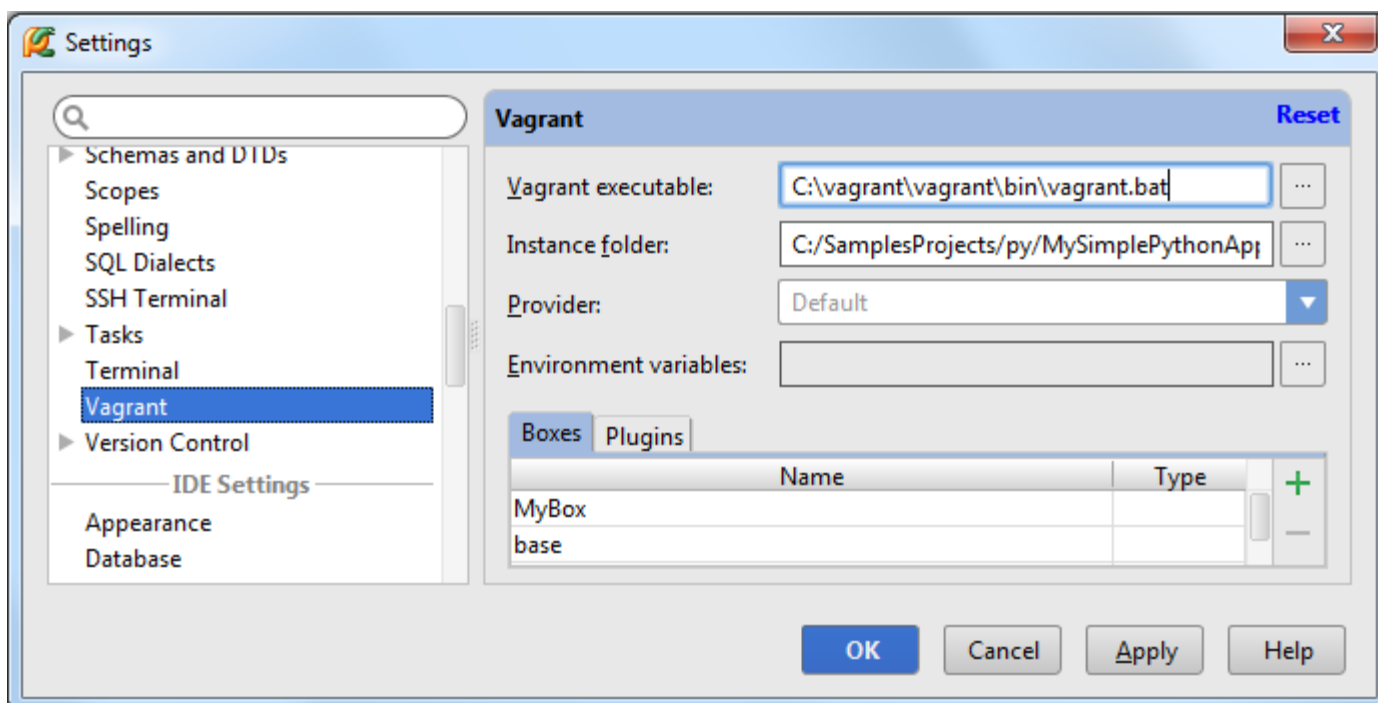 Settings
Schemas and DTDs
Scopes
Spelling
SQL Dialects
SSH Terminal
Tasks
Terminal
Vagrant
Version Control
IDE Settings
Appearance
Database
Vagrant
Reset
Vagrant executable:
C:\vagrant\vagrant\bin\vagrant.bat
...
Instance folder:
C:/SamplesProjects/py/MySimplePythonApp
...
Provider:
Default
Environment variables:
...
Boxes Plugins
Name Type
MyBox
base
OK Cancel Apply Help